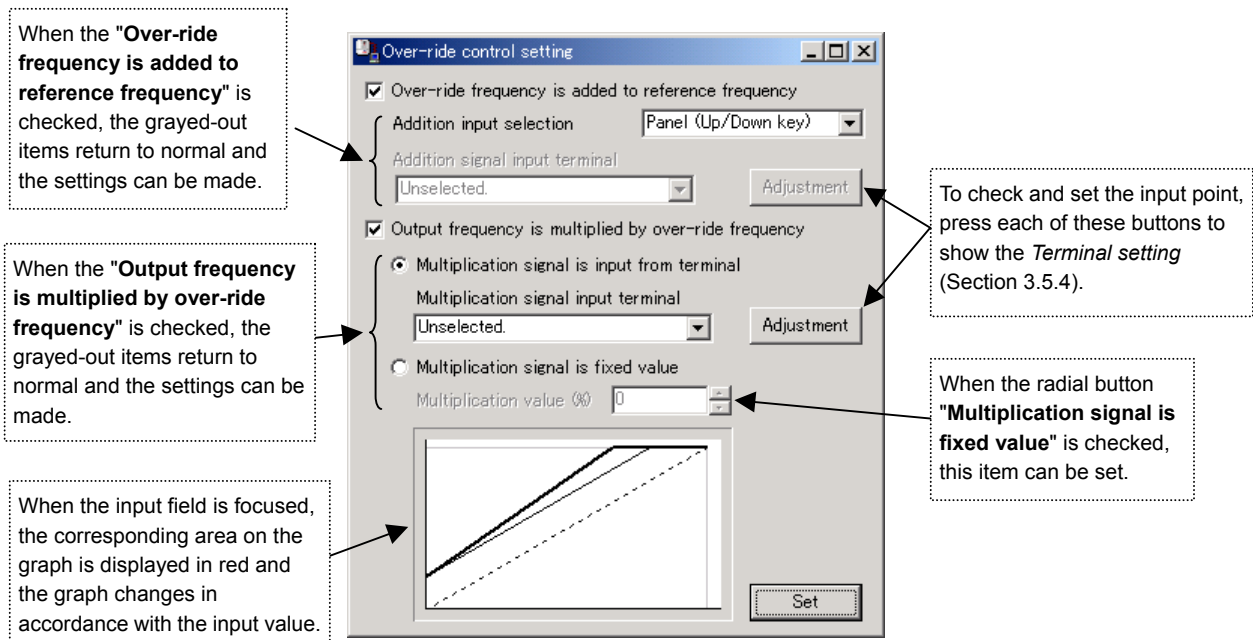 When the "Over-ride
frequency is added to
reference frequency" is
checked, the grayed-out
items return to normal and
the settings can be made.
When the "Output frequency
is multiplied by over-ride
frequency" is checked, the
grayed-out items return to
normal and the settings can be
made.
When the input field is focused,
the corresponding area on the
graph is displayed in red and
the graph changes in
accordance with the input value.
Over-ride control setting
Over-ride frequency is added to reference frequency
Addition input selection
Panel (Up/Down key)
Addition signal input terminal
Unselected.
Adjustment
Output frequency is multiplied by over-ride frequency
Multiplication signal is input from terminal
Multiplication signal input terminal
Unselected.
Adjustment
Multiplication signal is fixed value
Multiplication value (%)
0
Set
To check and set the input point,
press each of these buttons to
show the Terminal setting
(Section 3.5.4).
When the radial button
"Multiplication signal is
fixed value" is checked,
this item can be set.